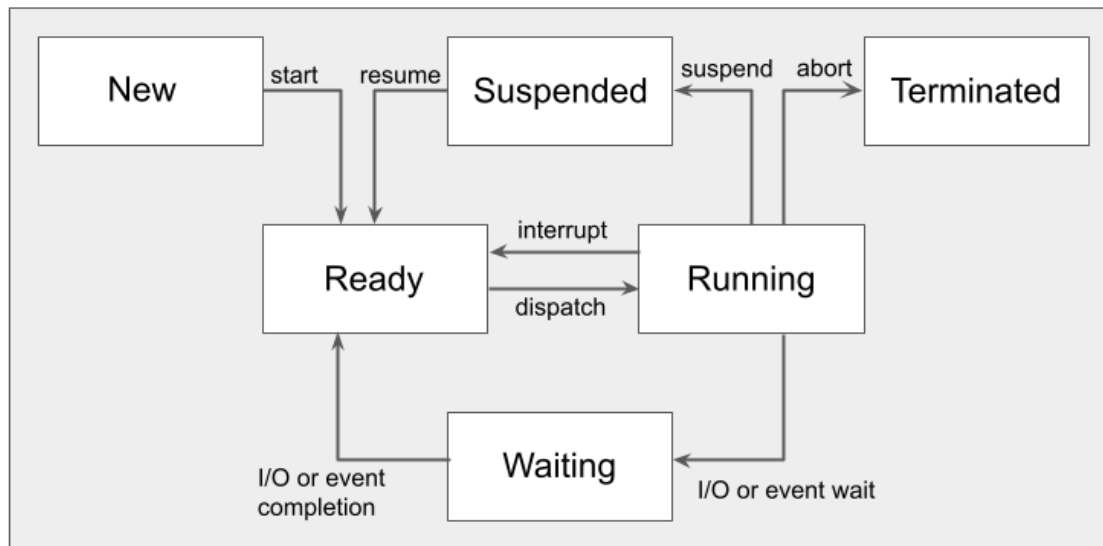 New
start
resume
Suspended
suspend
abort
Terminated
Ready
interrupt
dispatch
Running
I/O or event
completion
Waiting
I/O or event wait